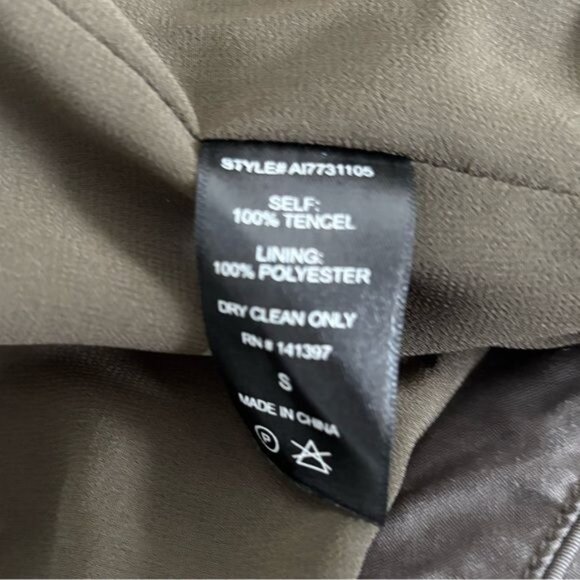 STYLE# AI7731105
SELF:
100% TENCEL
LINING:
100% POLYESTER
DRY CLEAN ONLY
RN # 141397
S
MADE IN CHINA
P